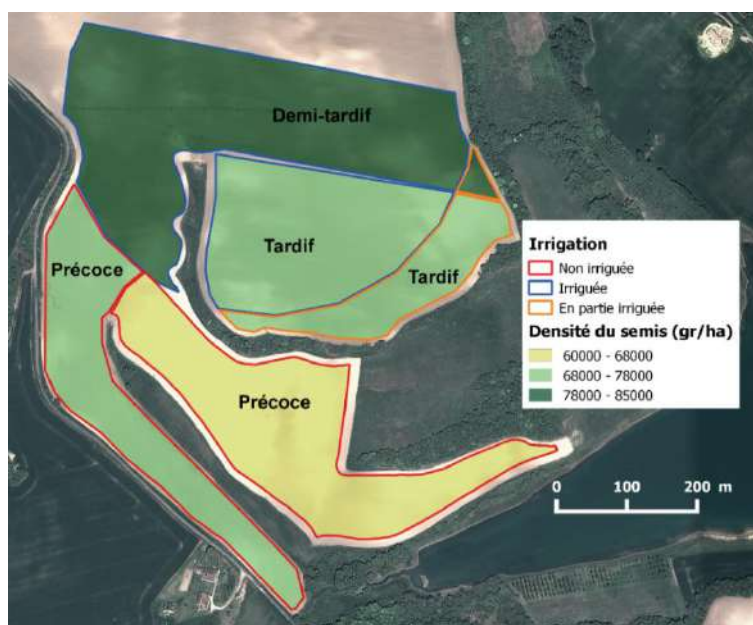 Demi-tardif
Précoce
Tardif
Tardif
Précoce
Irrigation
Non irriguée
Irriguée
En partie irriguée
Densité du semis (gr/ha)
60000 - 68000
68000 - 78000
78000 - 85000
0 100 200 m